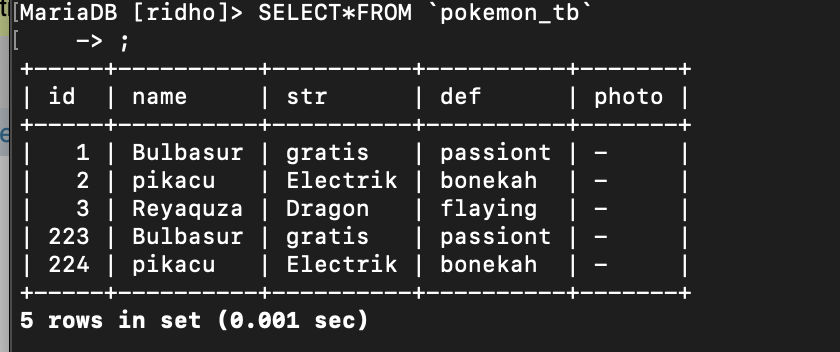 MariaDB [ridho]> SELECT*FROM `pokemon_tb`
    -> ;
+-----+----------+----------+----------+-------+
| id  | name     | str      | def      | photo |
+-----+----------+----------+----------+-------+
|   1 | Bulbasur | gratis   | passiont | -     |
|   2 | pikacu   | Electrik | bonekah  | -     |
|   3 | Reyaquza | Dragon   | flaying  | -     |
| 223 | Bulbasur | gratis   | passiont | -     |
| 224 | pikacu   | Electrik | bonekah  | -     |
+-----+----------+----------+----------+-------+
5 rows in set (0.001 sec)